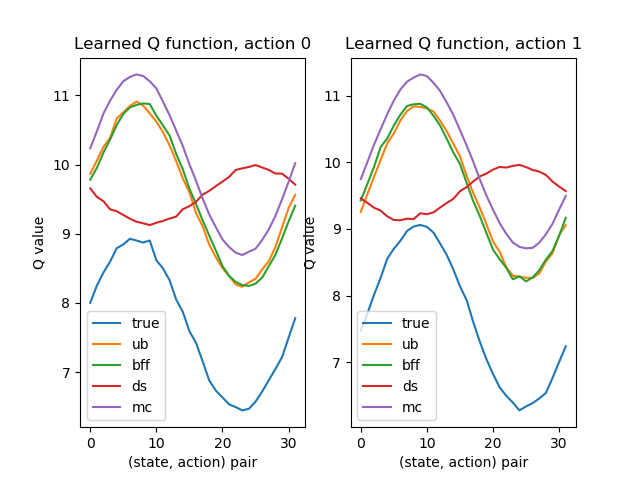 Learned Q function, action 0
Q value
11
10
9
8
7
0
10
20
30
(state, action) pair
true
ub
bff
ds
mc
Learned Q function, action 1
Q value
11
10
9
8
7
0
10
20
30
(state, action) pair
true
ub
bff
ds
mc